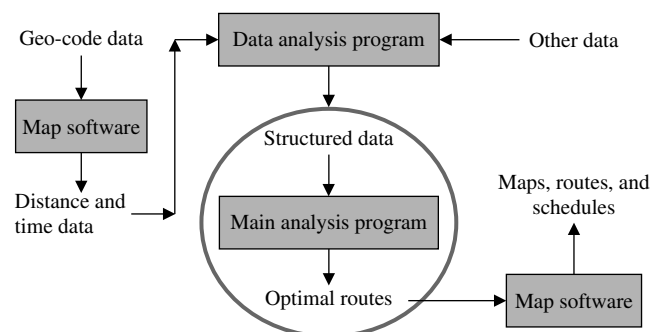 Geo-code data
Data analysis program
Other data
Map software
Structured data
Distance and
time data
Main analysis program
Maps, routes, and
schedules
Optimal routes
Map software